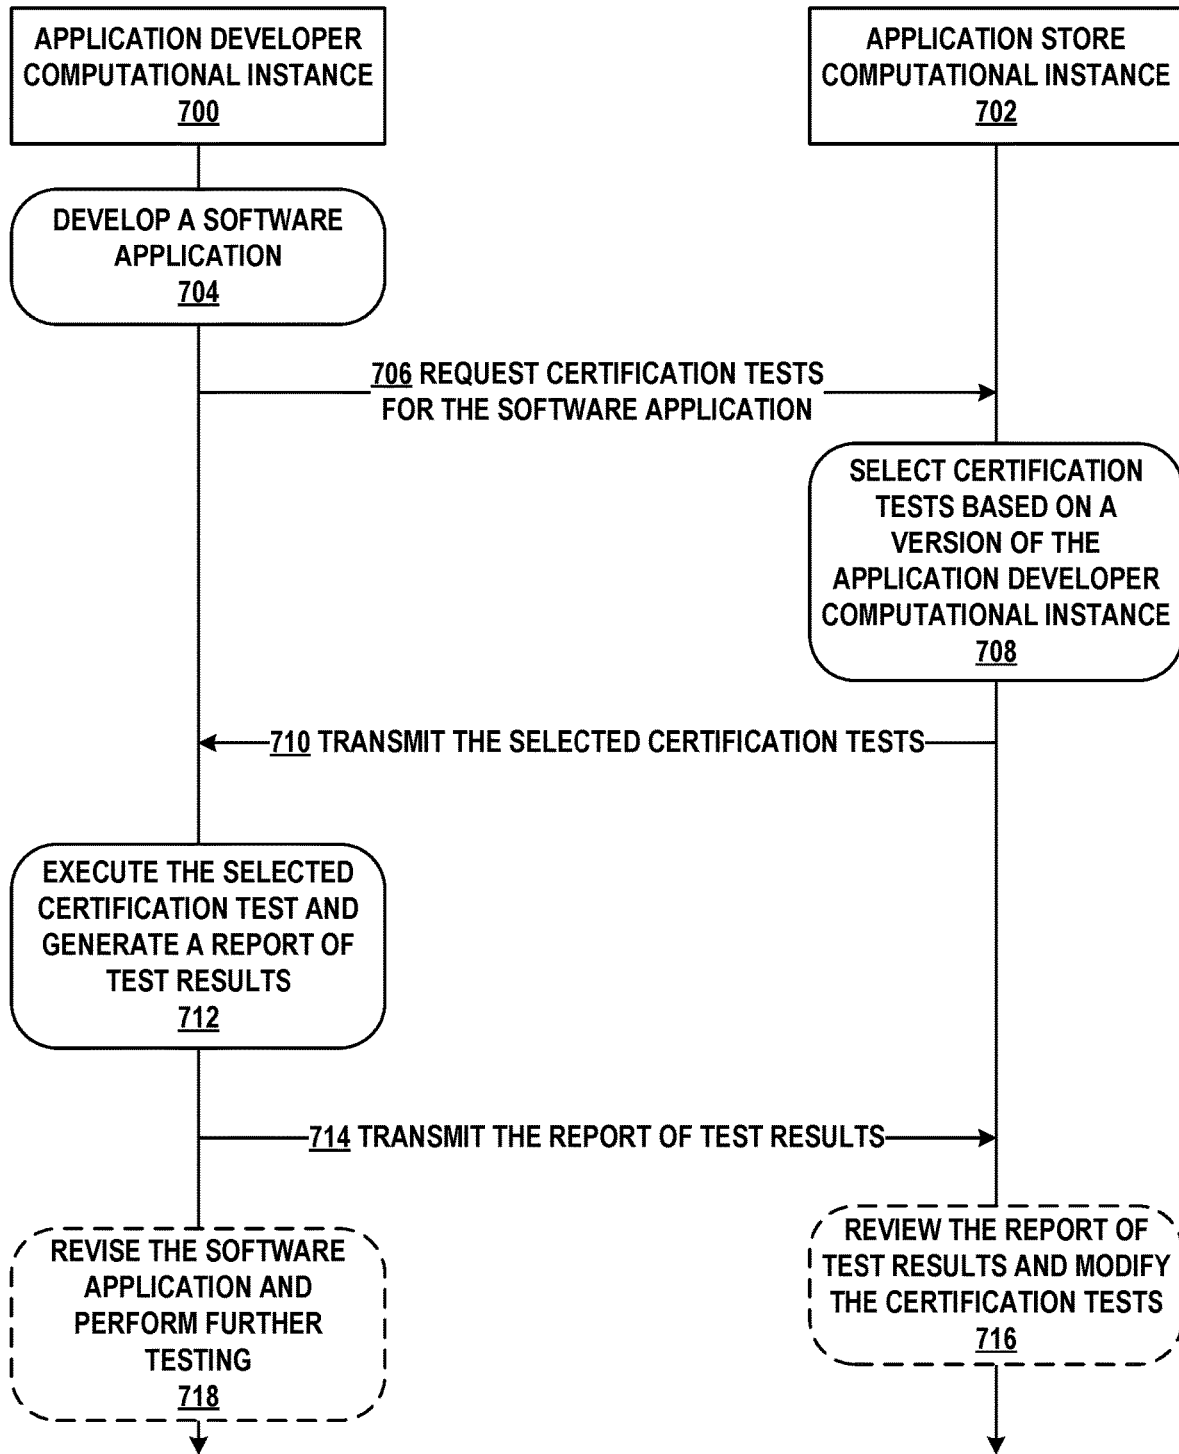 APPLICATION DEVELOPER
COMPUTATIONAL INSTANCE
700
APPLICATION STORE
COMPUTATIONAL INSTANCE
702
DEVELOP A SOFTWARE
APPLICATION
704
706 REQUEST CERTIFICATION TESTS
FOR THE SOFTWARE APPLICATION
SELECT CERTIFICATION
TESTS BASED ON A
VERSION OF THE
APPLICATION DEVELOPER
COMPUTATIONAL INSTANCE
708
710 TRANSMIT THE SELECTED CERTIFICATION TESTS
EXECUTE THE SELECTED
CERTIFICATION TEST AND
GENERATE A REPORT OF
TEST RESULTS
712
714 TRANSMIT THE REPORT OF TEST RESULTS
REVIEW THE REPORT OF
TEST RESULTS AND MODIFY
THE CERTIFICATION TESTS
716
REVISE THE SOFTWARE
APPLICATION AND
PERFORM FURTHER
TESTING
718